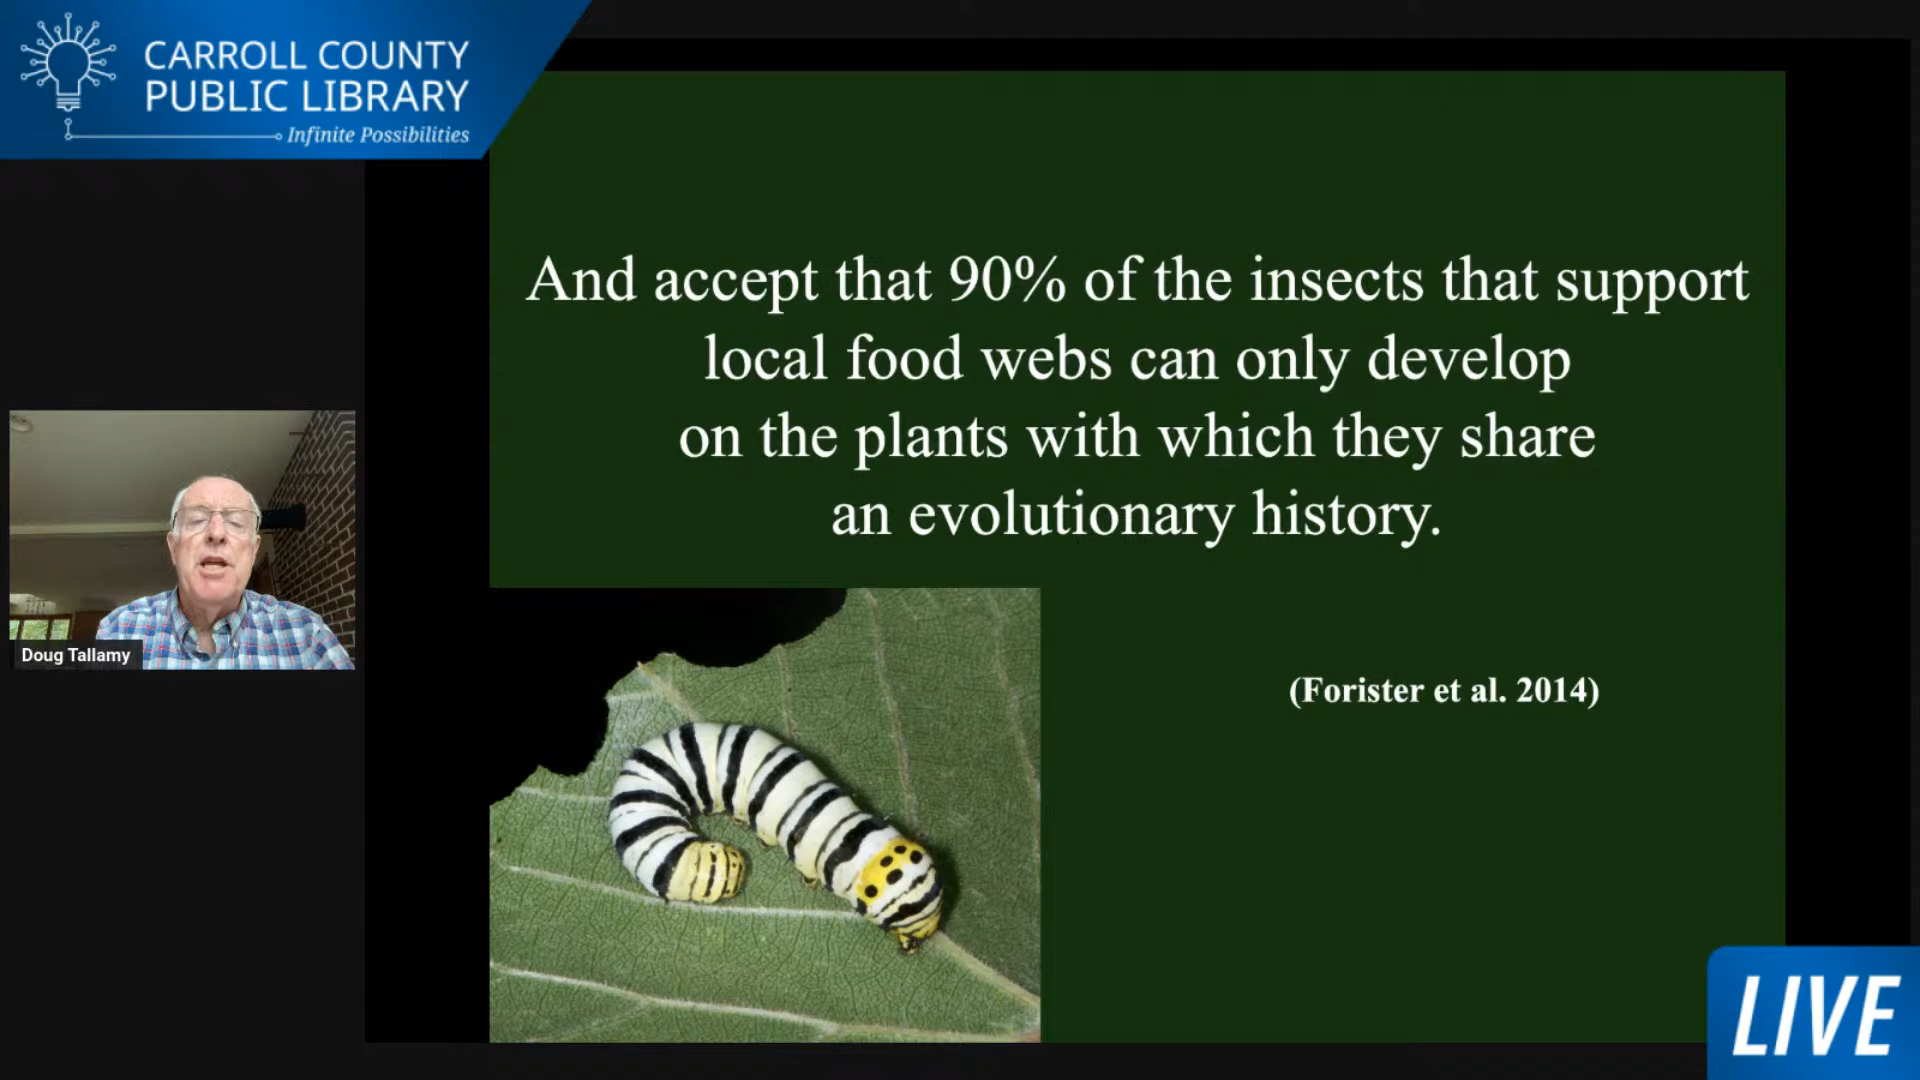 CARROLL COUNTY
PUBLIC LIBRARY
Infinite Possibilities
And accept that 90% of the insects that support
local food webs can only develop
on the plants with which they share
an evolutionary history.
Doug Tallamy
(Forister et al. 2014)
LIVE